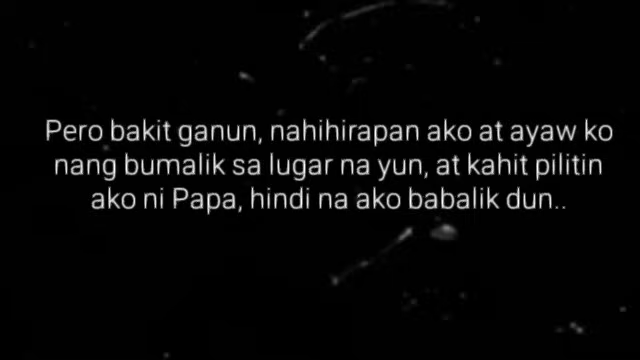 Pero bakit ganun, nahihirapan ako at ayaw ko
nang bumalik sa lugar na yun, at kahit pilitin
ako ni Papa, hindi na ako babalik dun..